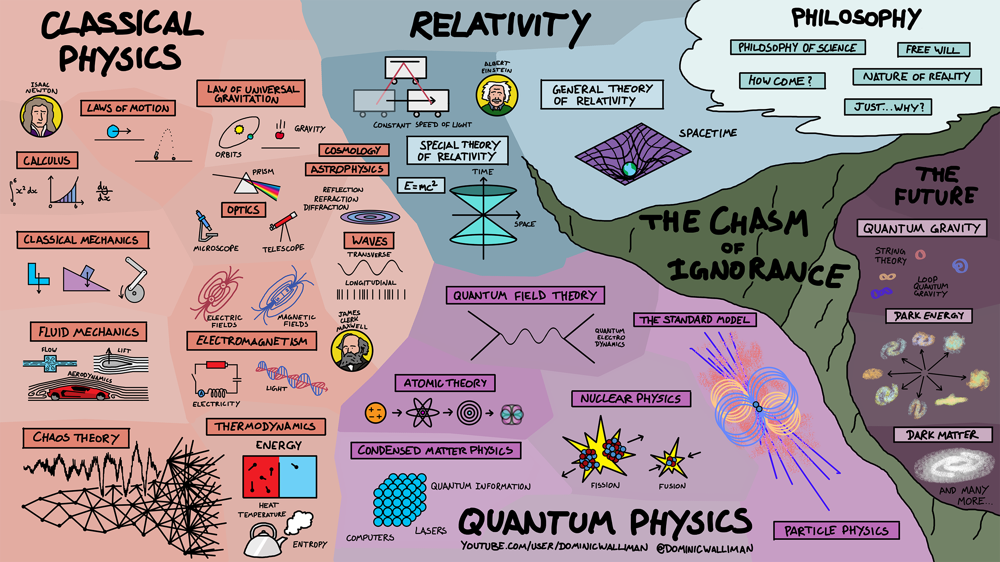 CLASSICAL
PHYSICS
ISAAC
NEWTON
LAWS OF MOTION
LAW OF UNIVERSAL
GRAVITATION
ORBITS
GRAVITY
CALCULUS
∫₀⁶ x² dx
0
6
dy
dx
COSMOLOGY
ASTROPHYSICS
PRISM
OPTICS
MICROSCOPE
TELESCOPE
REFLECTION
REFRACTION
DIFFRACTION
WAVES
TRANSVERSE
LONGITUDINAL
CLASSICAL MECHANICS
FLUID MECHANICS
FLOW
LIFT
AERODYNAMICS
+
-
N
S
ELECTRIC
FIELDS
MAGNETIC
FIELDS
JAMES
CLERK
MAXWELL
ELECTROMAGNETISM
A
ELECTRICITY
LIGHT
CHAOS THEORY
THERMODYNAMICS
ENERGY
HEAT
TEMPERATURE
ENTROPY
RELATIVITY
CONSTANT SPEED OF LIGHT
ALBERT
EINSTEIN
SPECIAL THEORY
OF RELATIVITY
E=mc²
TIME
SPACE
GENERAL THEORY
OF RELATIVITY
SPACETIME
PHILOSOPHY
PHILOSOPHY OF SCIENCE
FREE WILL
HOW COME?
NATURE OF REALITY
JUST...WHY?
THE CHASM
OF
IGNORANCE
THE
FUTURE
QUANTUM GRAVITY
STRING
THEORY
LOOP
QUANTUM
GRAVITY
DARK ENERGY
DARK MATTER
AND MANY
MORE...
QUANTUM FIELD THEORY
QUANTUM
ELECTRO
DYNAMICS
THE STANDARD MODEL
ATOMIC THEORY
+ -
- +
NUCLEAR PHYSICS
FISSION
FUSION
CONDENSED MATTER PHYSICS
QUANTUM INFORMATION
COMPUTERS
LASERS
PARTICLE PHYSICS
QUANTUM PHYSICS
YOUTUBE.COM/USER/DOMINICWALLIMAN @DOMINICWALLIMAN